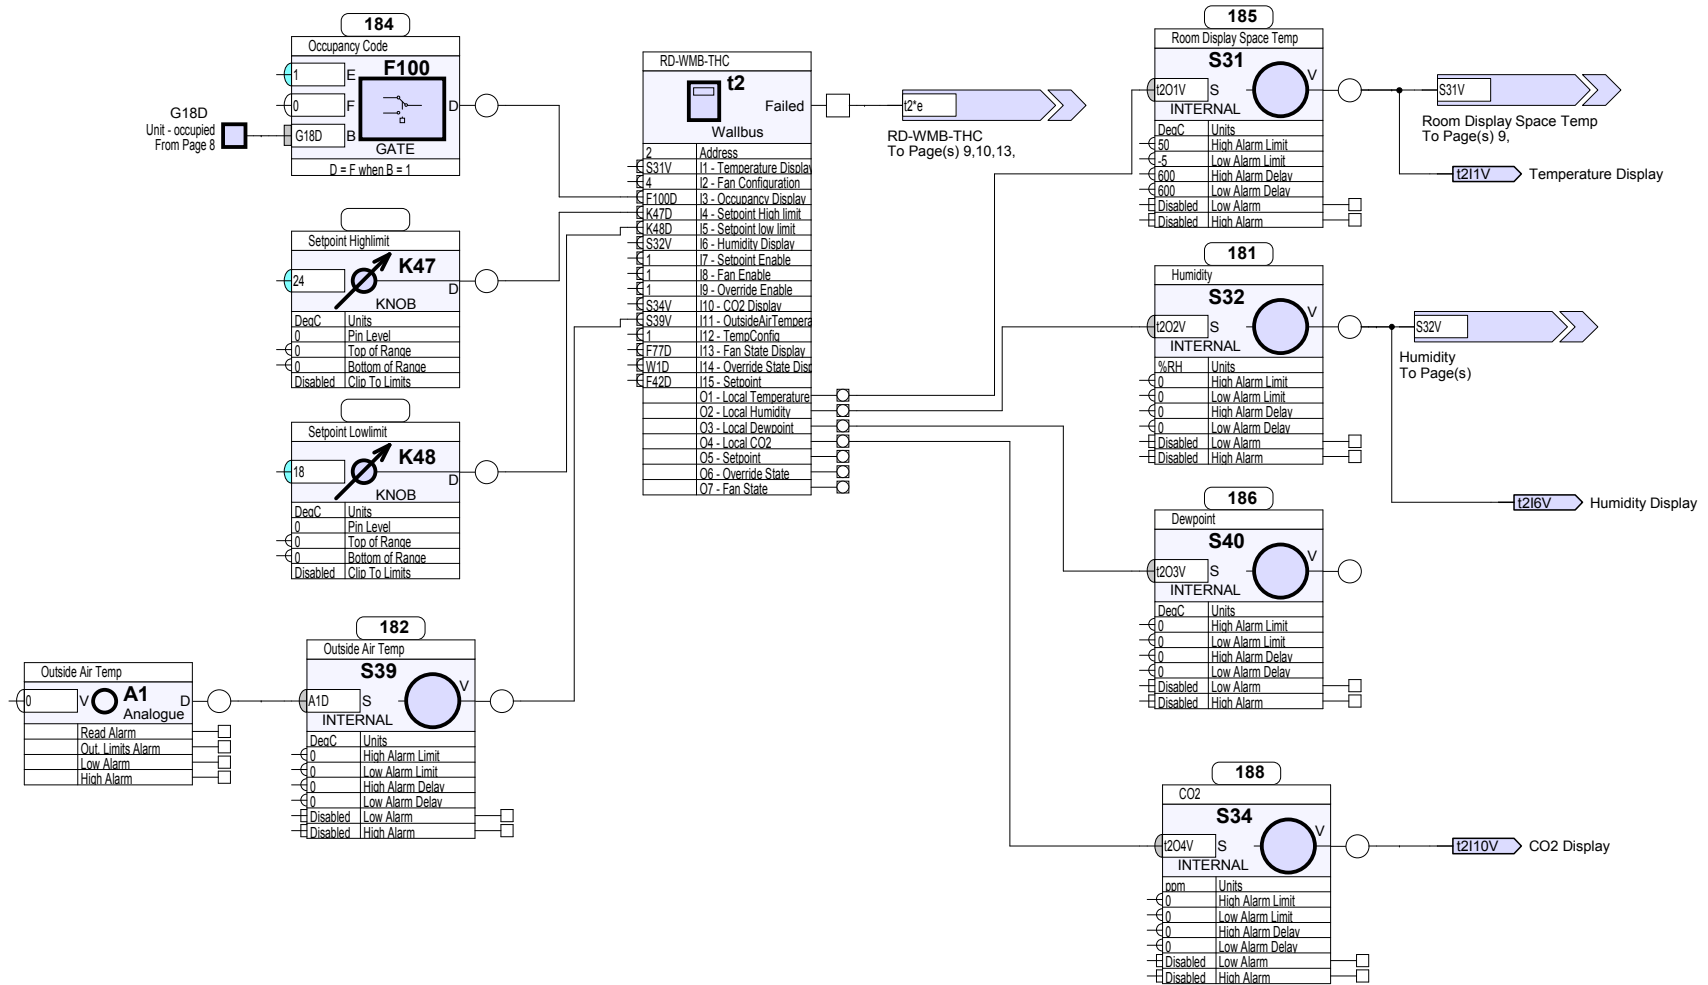 184
Occupancy Code
F100
1 E
0 F
G18D B
D
GATE
D = F when B = 1
G18D
Unit - occupied
From Page 8
Setpoint Highlimit
K47
24
D
KNOB
DegC Units
0 Pin Level
0 Top of Range
0 Bottom of Range
Disabled Clip To Limits
Setpoint Lowlimit
K48
18
D
KNOB
DegC Units
0 Pin Level
0 Top of Range
0 Bottom of Range
Disabled Clip To Limits
Outside Air Temp
A1
0 V D
Analogue
Read Alarm
Out. Limits Alarm
Low Alarm
High Alarm
182
Outside Air Temp
S39
V
A1D S
INTERNAL
DegC Units
0 High Alarm Limit
0 Low Alarm Limit
0 High Alarm Delay
0 Low Alarm Delay
Disabled Low Alarm
Disabled High Alarm
RD-WMB-THC
t2
Failed
Wallbus
2 Address
S31V I1 - Temperature Display
4 I2 - Fan Configuration
F100D I3 - Occupancy Display
K47D I4 - Setpoint High limit
K48D I5 - Setpoint low limit
S32V I6 - Humidity Display
1 I7 - Setpoint Enable
1 I8 - Fan Enable
1 I9 - Override Enable
S34V I10 - CO2 Display
S39V I11 - OutsideAirTempera
1 I12 - TempConfig
F77D I13 - Fan State Display
W1D I14 - Override State Disp
F42D I15 - Setpoint
O1 - Local Temperature
O2 - Local Humidity
O3 - Local Dewpoint
O4 - Local CO2
O5 - Setpoint
O6 - Override State
O7 - Fan State
t2*e
RD-WMB-THC
To Page(s) 9,10,13,
185
Room Display Space Temp
S31
V
t2O1V S
INTERNAL
DegC Units
50 High Alarm Limit
-5 Low Alarm Limit
600 High Alarm Delay
600 Low Alarm Delay
Disabled Low Alarm
Disabled High Alarm
S31V
Room Display Space Temp
To Page(s) 9,
t2I1V Temperature Display
181
Humidity
S32
V
t2O2V S
INTERNAL
%RH Units
0 High Alarm Limit
0 Low Alarm Limit
0 High Alarm Delay
0 Low Alarm Delay
Disabled Low Alarm
Disabled High Alarm
S32V
Humidity
To Page(s)
t2I6V Humidity Display
186
Dewpoint
S40
V
t2O3V S
INTERNAL
DegC Units
0 High Alarm Limit
0 Low Alarm Limit
0 High Alarm Delay
0 Low Alarm Delay
Disabled Low Alarm
Disabled High Alarm
188
CO2
S34
V
t2O4V S
INTERNAL
ppm Units
0 High Alarm Limit
0 Low Alarm Limit
0 High Alarm Delay
0 Low Alarm Delay
Disabled Low Alarm
Disabled High Alarm
t2I10V CO2 Display